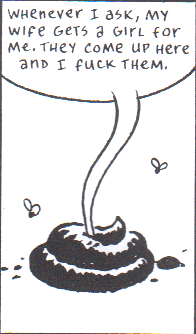 WHENEVER I ASK, MY
WIFE GETS A GIRL FOR
ME. THEY COME UP HERE
AND I FUCK THEM.